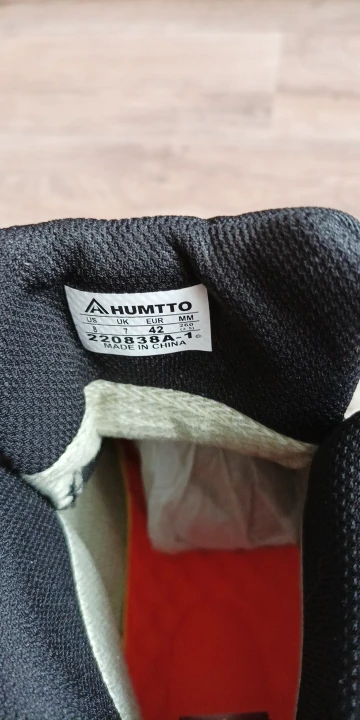 HUMTTO
US UK EUR MM
8 7 42 260
220838A-1
MADE IN CHINA